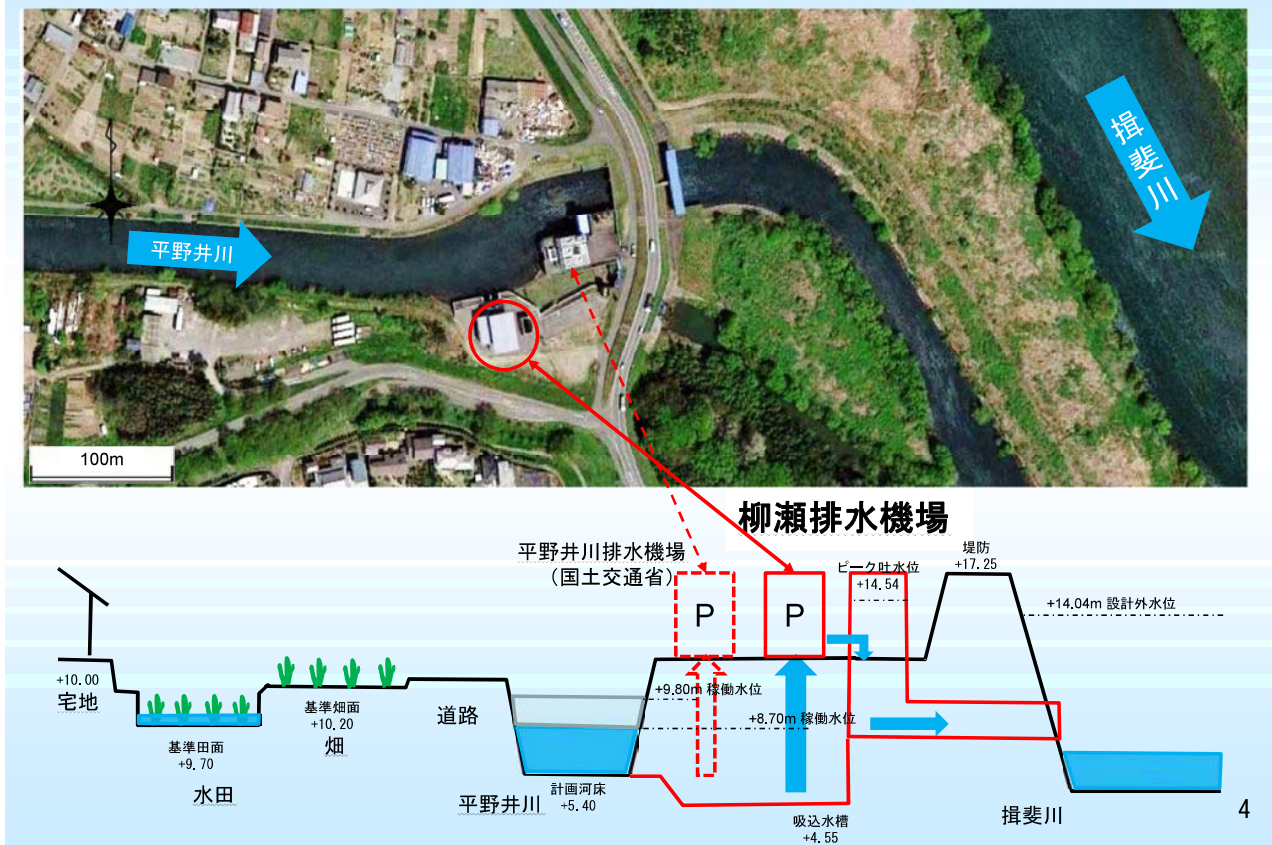 揖斐川
平野井川
100m
柳瀬排水機場
平野井川排水機場
(国土交通省)
ピーク吐水位
+14.54
堤防
+17.25
+14.04m 設計外水位
P
P
+10.00
宅地
基準田面
+9.70
水田
基準畑面
+10.20
畑
道路
+9.80m 稼働水位
+8.70m 稼働水位
計画河床
+5.40
平野井川
吸込水槽
+4.55
揖斐川
4